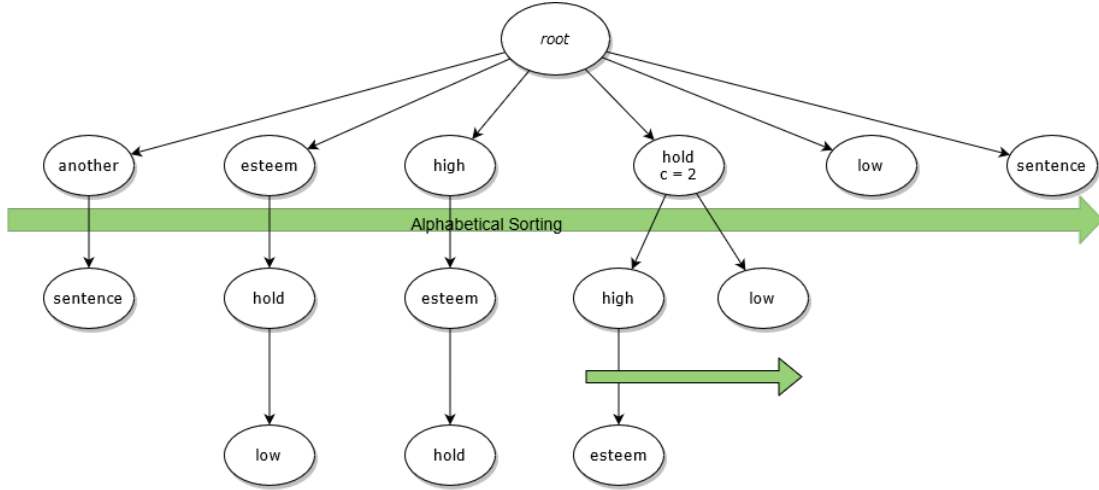 root
another
esteem
high
hold
c = 2
low
sentence
Alphabetical Sorting
sentence
hold
esteem
high
low
low
hold
esteem